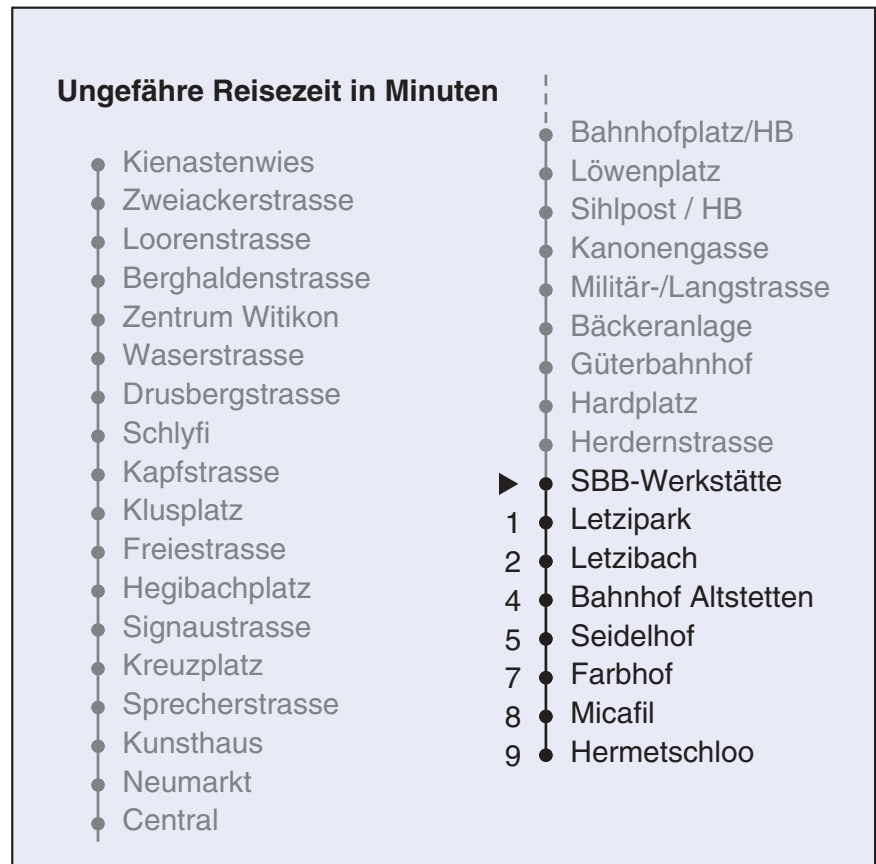 Ungefähre Reisezeit in Minuten
Kienastenwies
Zweiackerstrasse
Loorenstrasse
Berghaldenstrasse
Zentrum Witikon
Waserstrasse
Drusbergstrasse
Schlyfi
Kapfstrasse
Klusplatz
Freiestrasse
Hegibachplatz
Signaustrasse
Kreuzplatz
Sprecherstrasse
Kunsthaus
Neumarkt
Central
Bahnhofplatz/HB
Löwenplatz
Sihlpost / HB
Kanonengasse
Militär-/Langstrasse
Bäckeranlage
Güterbahnhof
Hardplatz
Herdernstrasse
SBB-Werkstätte
1 Letzipark
2 Letzibach
4 Bahnhof Altstetten
5 Seidelhof
7 Farbhof
8 Micafil
9 Hermetschloo